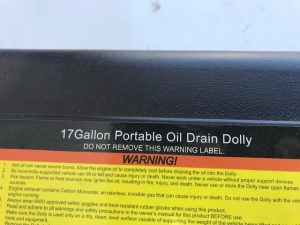 17Gallon Portable Oil Drain Dolly
DO NOT REMOVE THIS WARNING LABEL.
WARNING!
1. Hot oil can cause severe burns. Allow the engine oil to completely cool before draining the oil into the Dolly.
2. An incorrectly-supported vehicle can tilt or fall and cause injury or death. Never work under a vehicle without proper support devices.
3. Fire hazard. Flame or heat sources may ignite the oil, resulting in fire, injury, and death. Never use or store the Dolly near open flames
sources
4. Engine exhaust contains Carbon Monoxide, an odorless, invisible gas that can cause injury or death. Do not use the Dolly with the
engine running.
Always wear ANSI approved safety goggles and heat resistant rubber gloves when using this product.
Read and adhere to all warnings and safety precautions in the owner's manual for this product BEFORE use.
Make sure the Dolly is used only on a dry, clean, level surface capable of supporting the weight of the vehicle being lifted
tools and equipment.